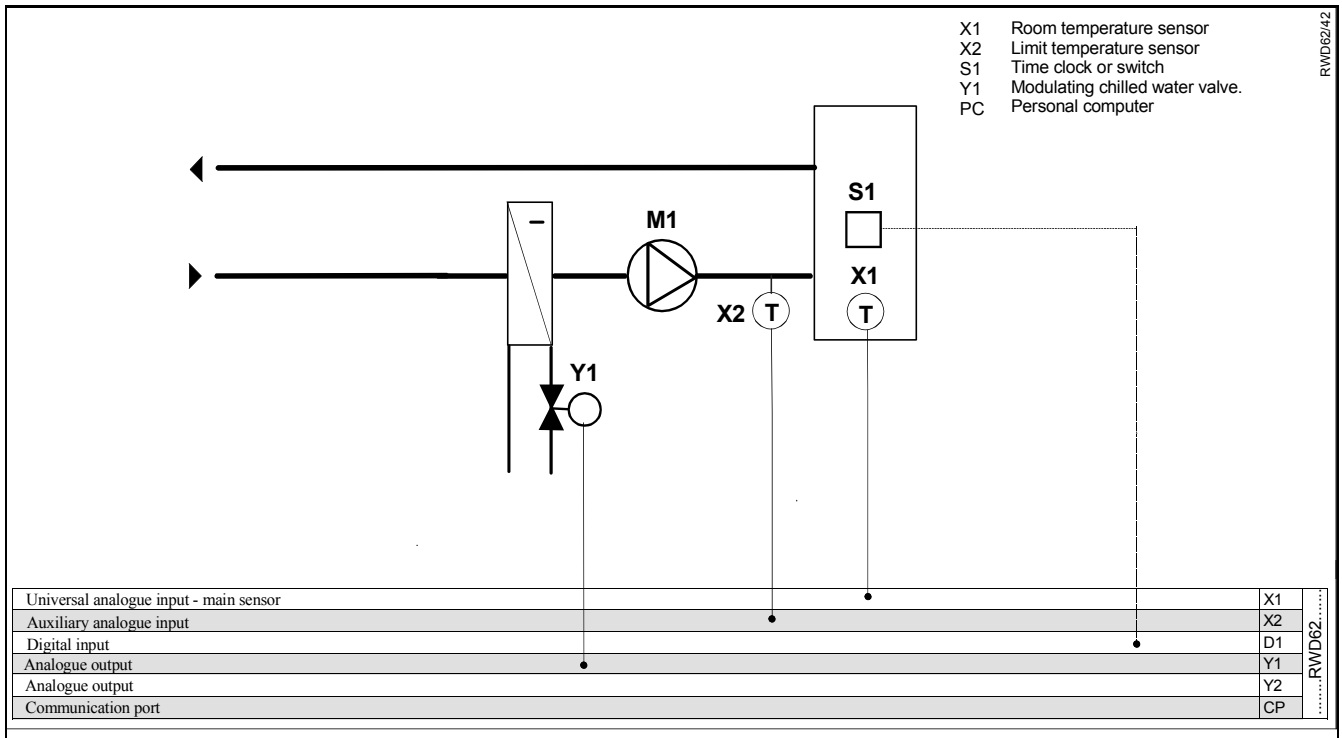 X1 Room temperature sensor
X2 Limit temperature sensor
S1 Time clock or switch
Y1 Modulating chilled water valve.
PC Personal computer
RWD62/42
S1
M1
X1
X2 T
T
Y1
Universal analogue input - main sensor X1
Auxiliary analogue input X2
Digital input D1
Analogue output Y1
Analogue output Y2
Communication port CP
........RWD62......